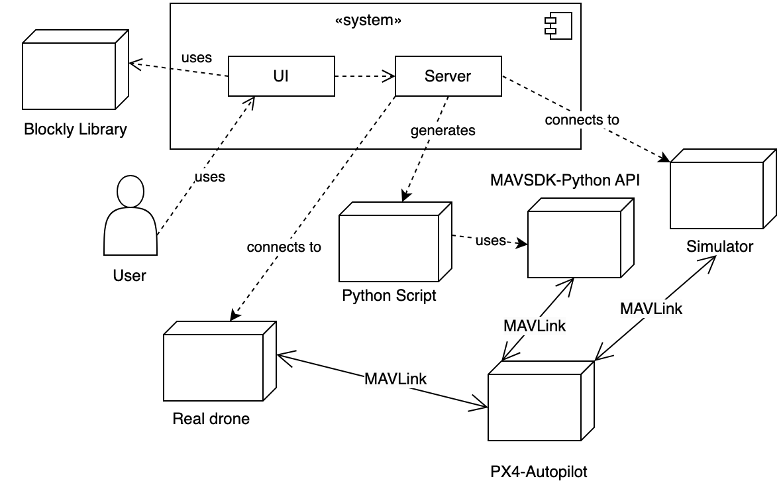 «system»
uses
UI
Server
Blockly Library
generates
connects to
uses
MAVSDK-Python API
User
connects to
uses
Simulator
Python Script
MAVLink
MAVLink
MAVLink
Real drone
PX4-Autopilot